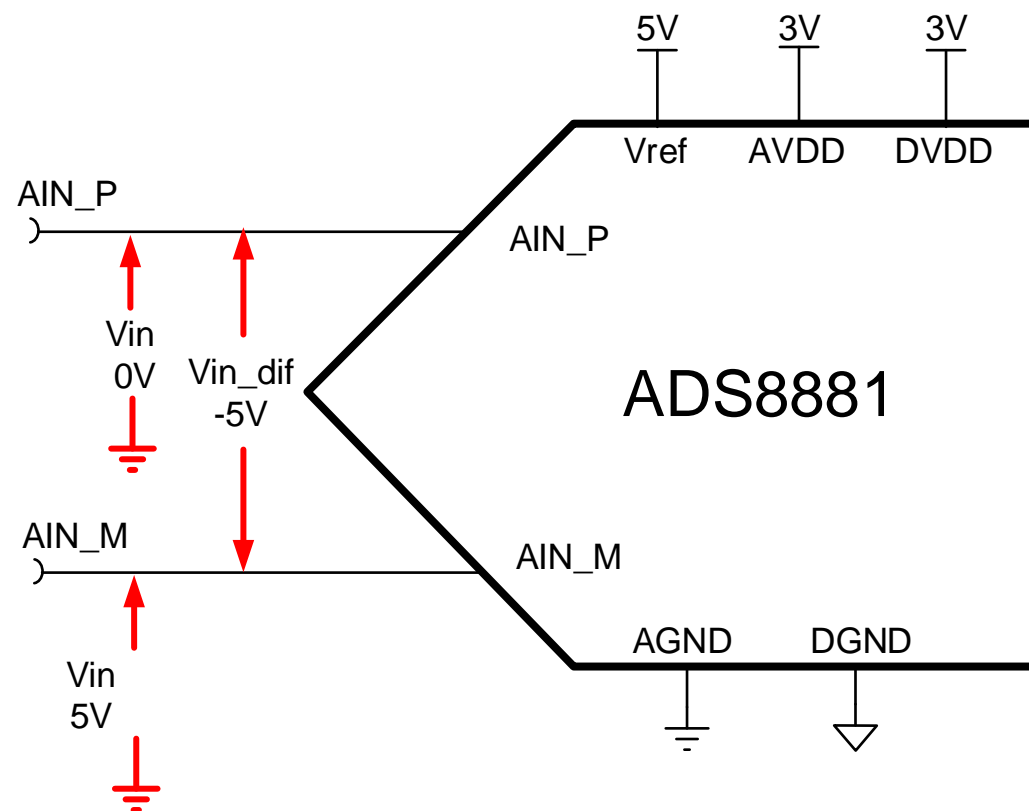 5V 3V 3V
Vref AVDD DVDD
AIN_P
AIN_P
Vin
0V
Vin_dif
-5V
ADS8881
AIN_M
AIN_M
AGND DGND
Vin
5V